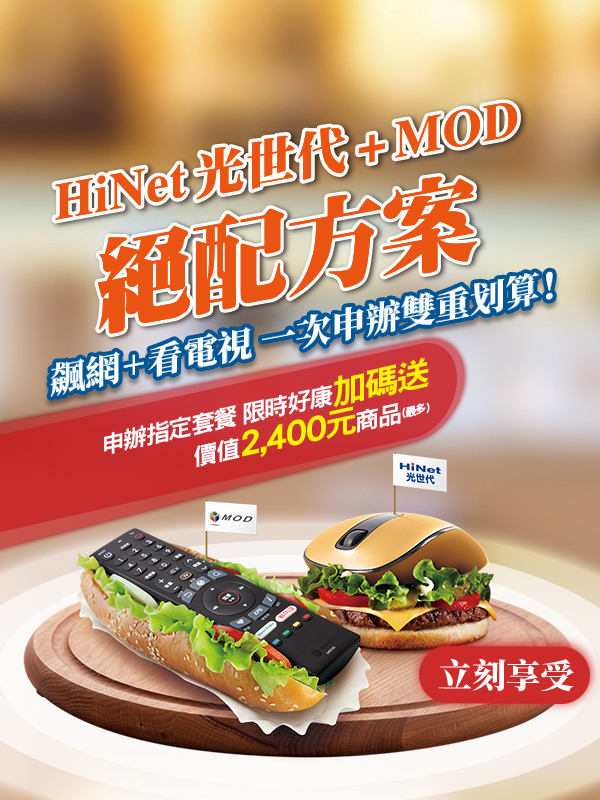 HiNet 光世代+MOD
絕配方案
飆網+看電視 一次申辦雙重划算!
申辦指定套餐 限時好康加碼送
價值2,400元商品(最多)
MOD
HiNet
光世代
立刻享受